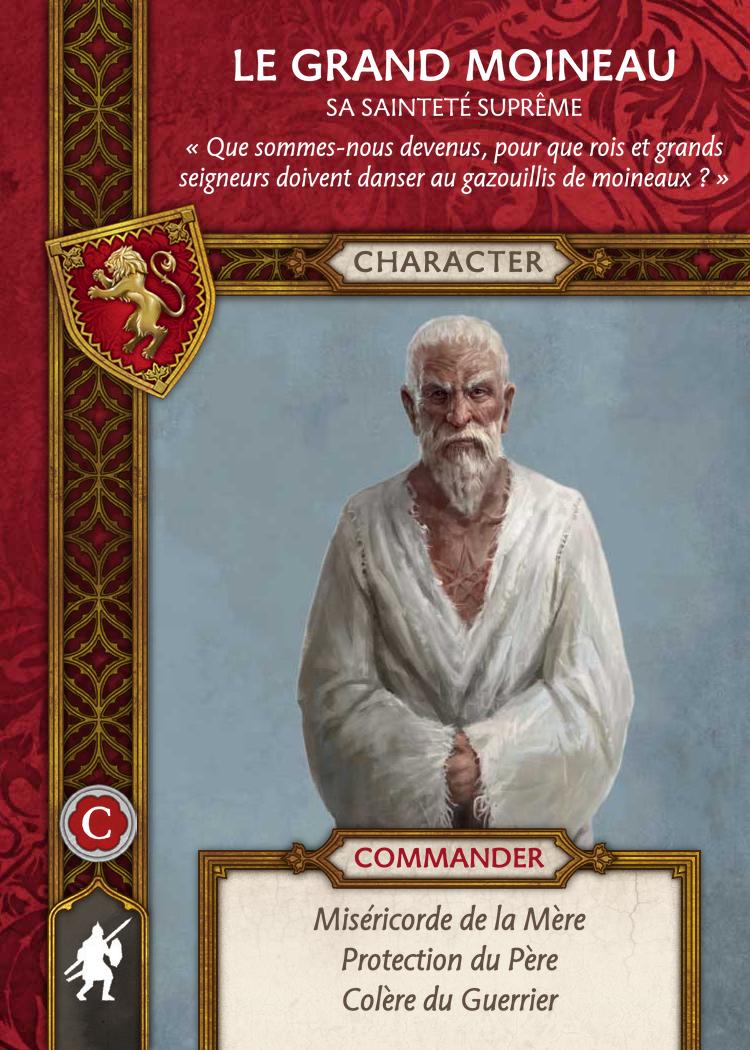 LE GRAND MOINEAU
SA SAINTETÉ SUPRÊME
« Que sommes-nous devenus, pour que rois et grands
seigneurs doivent danser au gazouillis de moineaux ? »
CHARACTER
C
COMMANDER
Miséricorde de la Mère
Protection du Père
Colère du Guerrier